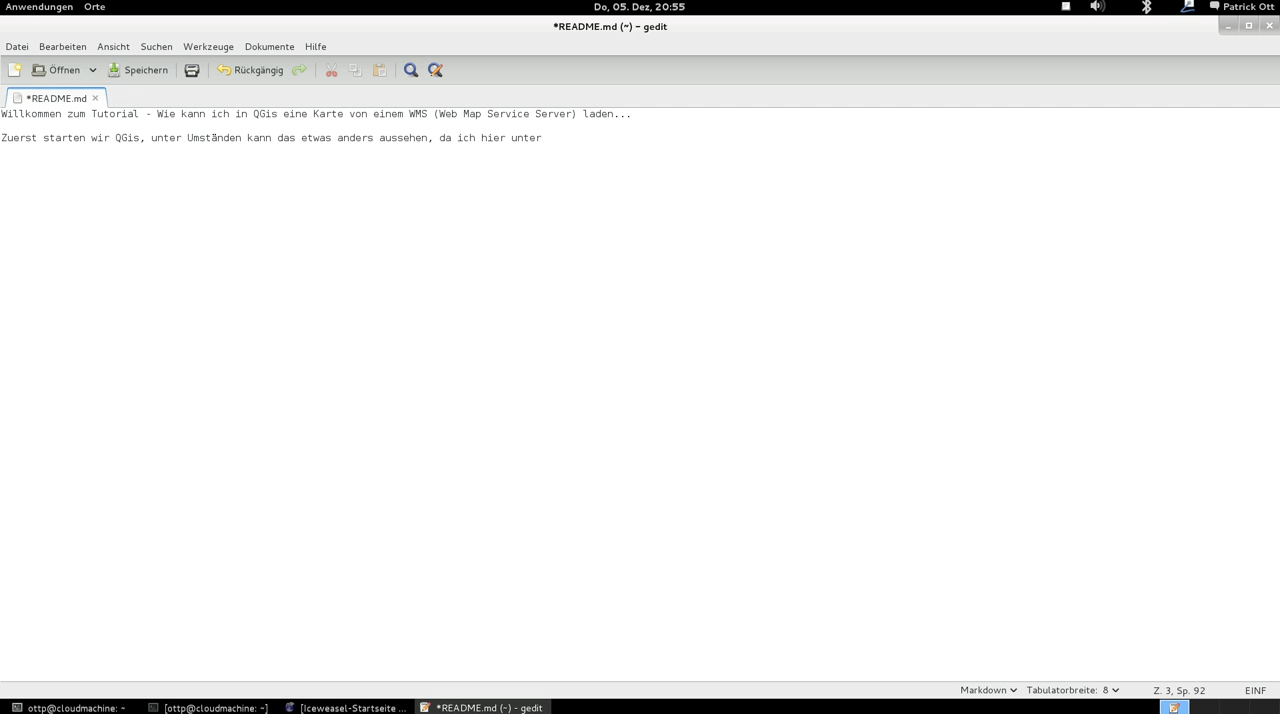 Anwendungen Orte Do, 05. Dez, 20:55 Patrick Ott
*README.md (~) - gedit
Datei Bearbeiten Ansicht Suchen Werkzeuge Dokumente Hilfe
Öffnen Speichern Rückgängig
*README.md
Willkommen zum Tutorial - Wie kann ich in QGis eine Karte von einem WMS (Web Map Service Server) laden...
Zuerst starten wir QGis, unter Umständen kann das etwas anders aussehen, da ich hier unter
Markdown Tabulatorbreite: 8 Z. 3, Sp. 92 EINF
ottp@cloudmachine: ~ [ottp@cloudmachine: ~] [Iceweasel-Startseite ... *README.md (~) - gedit